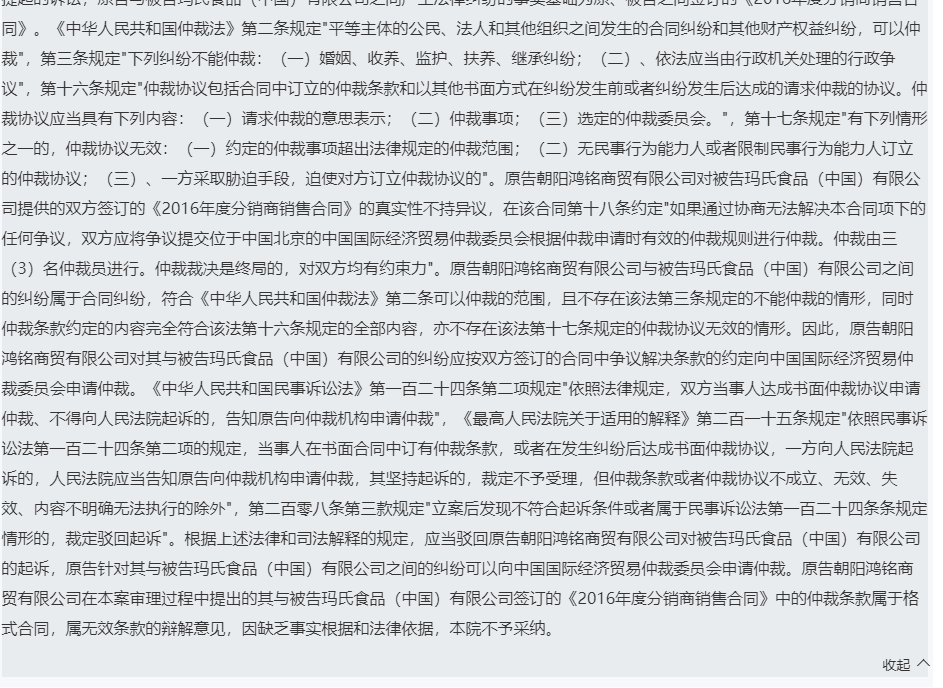 提起的诉讼，原告与被告玛氏食品（中国）有限公司之间产生法律纠纷的事实基础为原、被告之间签订的《2016年度分销商销售合
同》。《中华人民共和国仲裁法》第二条规定"平等主体的公民、法人和其他组织之间发生的合同纠纷和其他财产权益纠纷，可以仲
裁"，第三条规定"下列纠纷不能仲裁：（一）婚姻、收养、监护、扶养、继承纠纷；（二）、依法应当由行政机关处理的行政争
议"，第十六条规定"仲裁协议包括合同中订立的仲裁条款和以其他书面方式在纠纷发生前或者纠纷发生后达成的请求仲裁的协议。仲
裁协议应当具有下列内容：（一）请求仲裁的意思表示；（二）仲裁事项；（三）选定的仲裁委员会。"，第十七条规定"有下列情形
之一的，仲裁协议无效：（一）约定的仲裁事项超出法律规定的仲裁范围；（二）无民事行为能力人或者限制民事行为能力人订立
的仲裁协议；（三）、一方采取胁迫手段，迫使对方订立仲裁协议的"。原告朝阳鸿铭商贸有限公司对被告玛氏食品（中国）有限公
司提供的双方签订的《2016年度分销商销售合同》的真实性不持异议，在该合同第十八条约定"如果通过协商无法解决本合同项下的
任何争议，双方应将争议提交位于中国北京的中国国际经济贸易仲裁委员会根据仲裁申请时有效的仲裁规则进行仲裁。仲裁由三
（3）名仲裁员进行。仲裁裁决是终局的，对双方均有约束力"。原告朝阳鸿铭商贸有限公司与被告玛氏食品（中国）有限公司之间
的纠纷属于合同纠纷，符合《中华人民共和国仲裁法》第二条可以仲裁的范围，且不存在该法第三条规定的不能仲裁的情形，同时
仲裁条款约定的内容完全符合该法第十六条规定的全部内容，亦不存在该法第十七条规定的仲裁协议无效的情形。因此，原告朝阳
鸿铭商贸有限公司对其与被告玛氏食品（中国）有限公司的纠纷应按双方签订的合同中争议解决条款的约定向中国国际经济贸易仲
裁委员会申请仲裁。《中华人民共和国民事诉讼法》第一百二十四条第二项规定"依照法律规定，双方当事人达成书面仲裁协议申请
仲裁、不得向人民法院起诉的，告知原告向仲裁机构申请仲裁"，《最高人民法院关于适用的解释》第二百一十五条规定"依照民事诉
讼法第一百二十四条第二项的规定，当事人在书面合同中订有仲裁条款，或者在发生纠纷后达成书面仲裁协议，一方向人民法院起
诉的，人民法院应当告知原告向仲裁机构申请仲裁，其坚持起诉的，裁定不予受理，但仲裁条款或者仲裁协议不成立、无效、失
效、内容不明确无法执行的除外"，第二百零八条第三款规定"立案后发现不符合起诉条件或者属于民事诉讼法第一百二十四条条规定
情形的，裁定驳回起诉"。根据上述法律和司法解释的规定，应当驳回原告朝阳鸿铭商贸有限公司对被告玛氏食品（中国）有限公司
的起诉，原告针对其与被告玛氏食品（中国）有限公司之间的纠纷可以向中国国际经济贸易仲裁委员会申请仲裁。原告朝阳鸿铭商
贸有限公司在本案审理过程中提出的其与被告玛氏食品（中国）有限公司签订的《2016年度分销商销售合同》中的仲裁条款属于格
式合同，属无效条款的辩解意见，因缺乏事实根据和法律依据，本院不予采纳。
收起